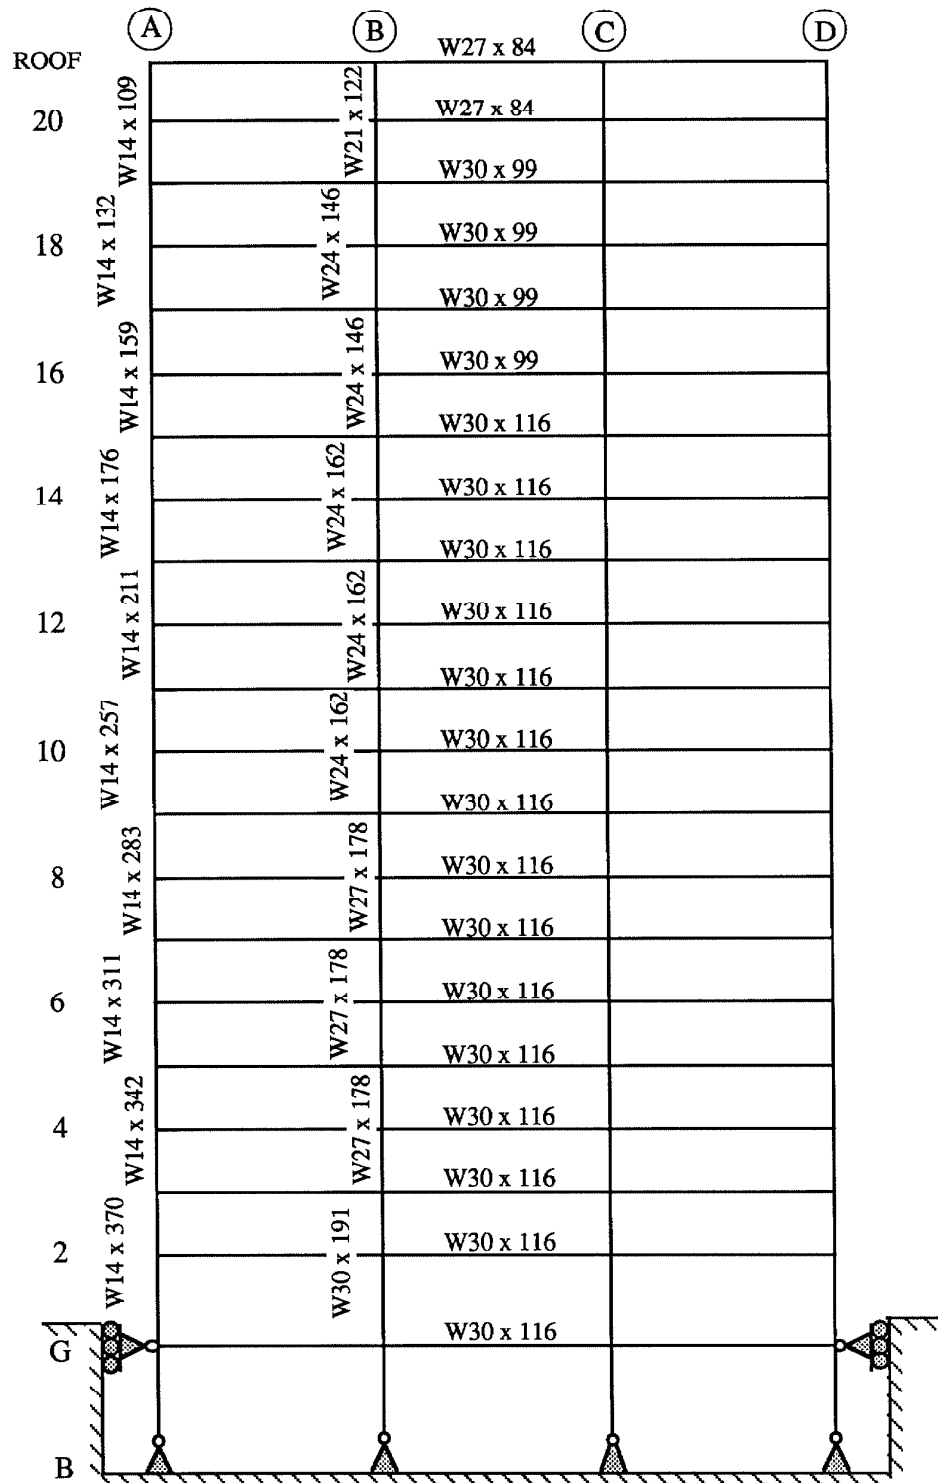 A B C D
ROOF
W27 x 84
W14 x 109
W21 x 122
20
W27 x 84
W30 x 99
W14 x 132
W24 x 146
18
W30 x 99
W30 x 99
W14 x 159
W24 x 146
16
W30 x 99
W30 x 116
W14 x 176
W24 x 162
14
W30 x 116
W30 x 116
W14 x 211
W24 x 162
12
W30 x 116
W30 x 116
W14 x 257
W24 x 162
10
W30 x 116
W30 x 116
W14 x 283
W27 x 178
8
W30 x 116
W30 x 116
W14 x 311
W27 x 178
6
W30 x 116
W30 x 116
W14 x 342
W27 x 178
4
W30 x 116
W30 x 116
W14 x 370
W30 x 191
2
W30 x 116
W30 x 116
G
B